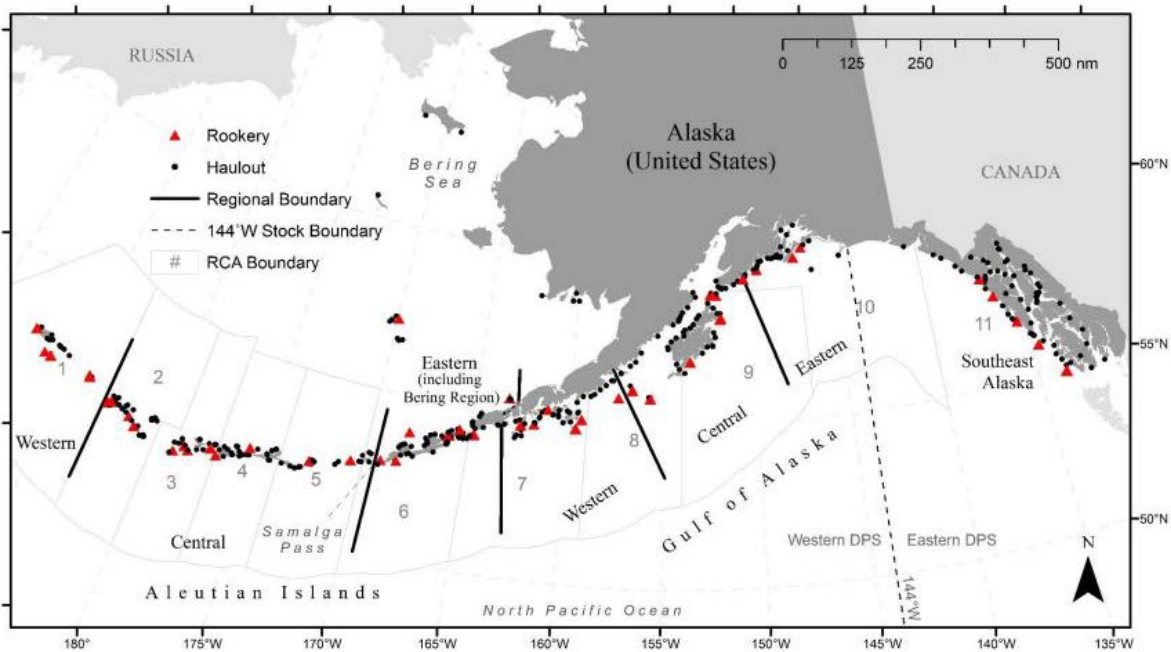 RUSSIA
0 125 250 500 nm
Rookery
Haulout
Regional Boundary
144°W Stock Boundary
# RCA Boundary
Bering
Sea
Alaska
(United States)
CANADA
60°N
55°N
50°N
1
2
3
4
5
6
7
8
9
10
11
Western
Central
Samalga
Pass
Aleutian Islands
Eastern
(including
Bering Region)
Western
Central
Eastern
Gulf of Alaska
Southeast
Alaska
Western DPS
Eastern DPS
144°W
N
North Pacific Ocean
180° 175°W 170°W 165°W 160°W 155°W 150°W 145°W 140°W 135°W